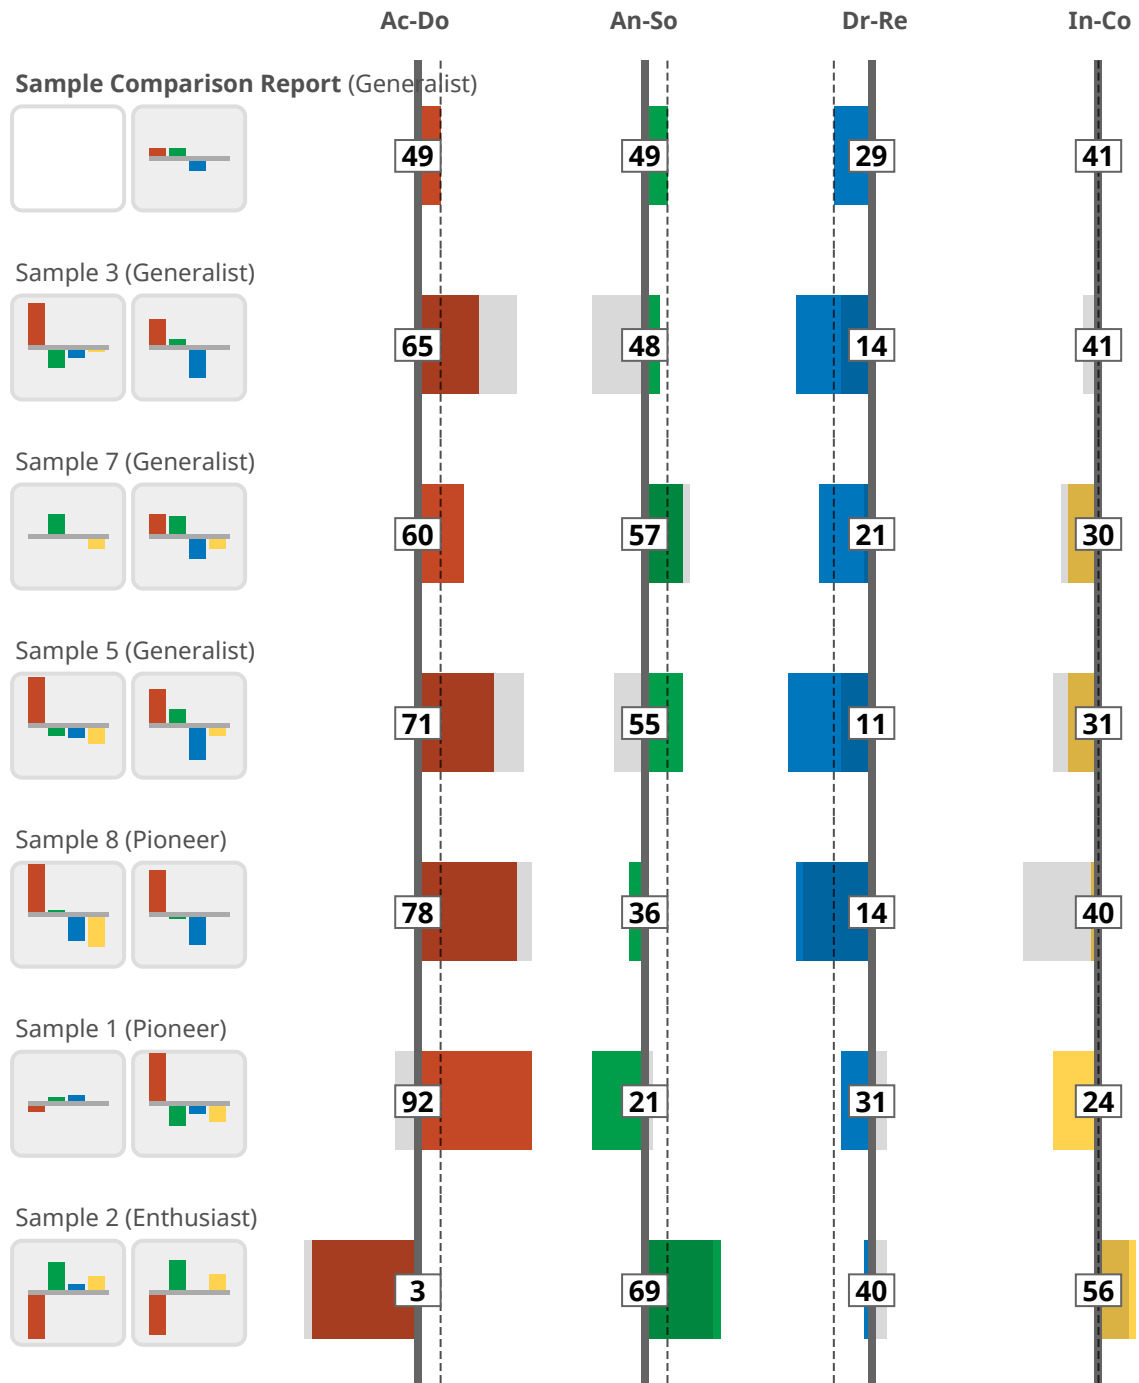 Ac-Do An-So Dr-Re In-Co
Sample Comparison Report (Generalist)
49 49 29 41
Sample 3 (Generalist)
65 48 14 41
Sample 7 (Generalist)
60 57 21 30
Sample 5 (Generalist)
71 55 11 31
Sample 8 (Pioneer)
78 36 14 40
Sample 1 (Pioneer)
92 21 31 24
Sample 2 (Enthusiast)
3 69 40 56